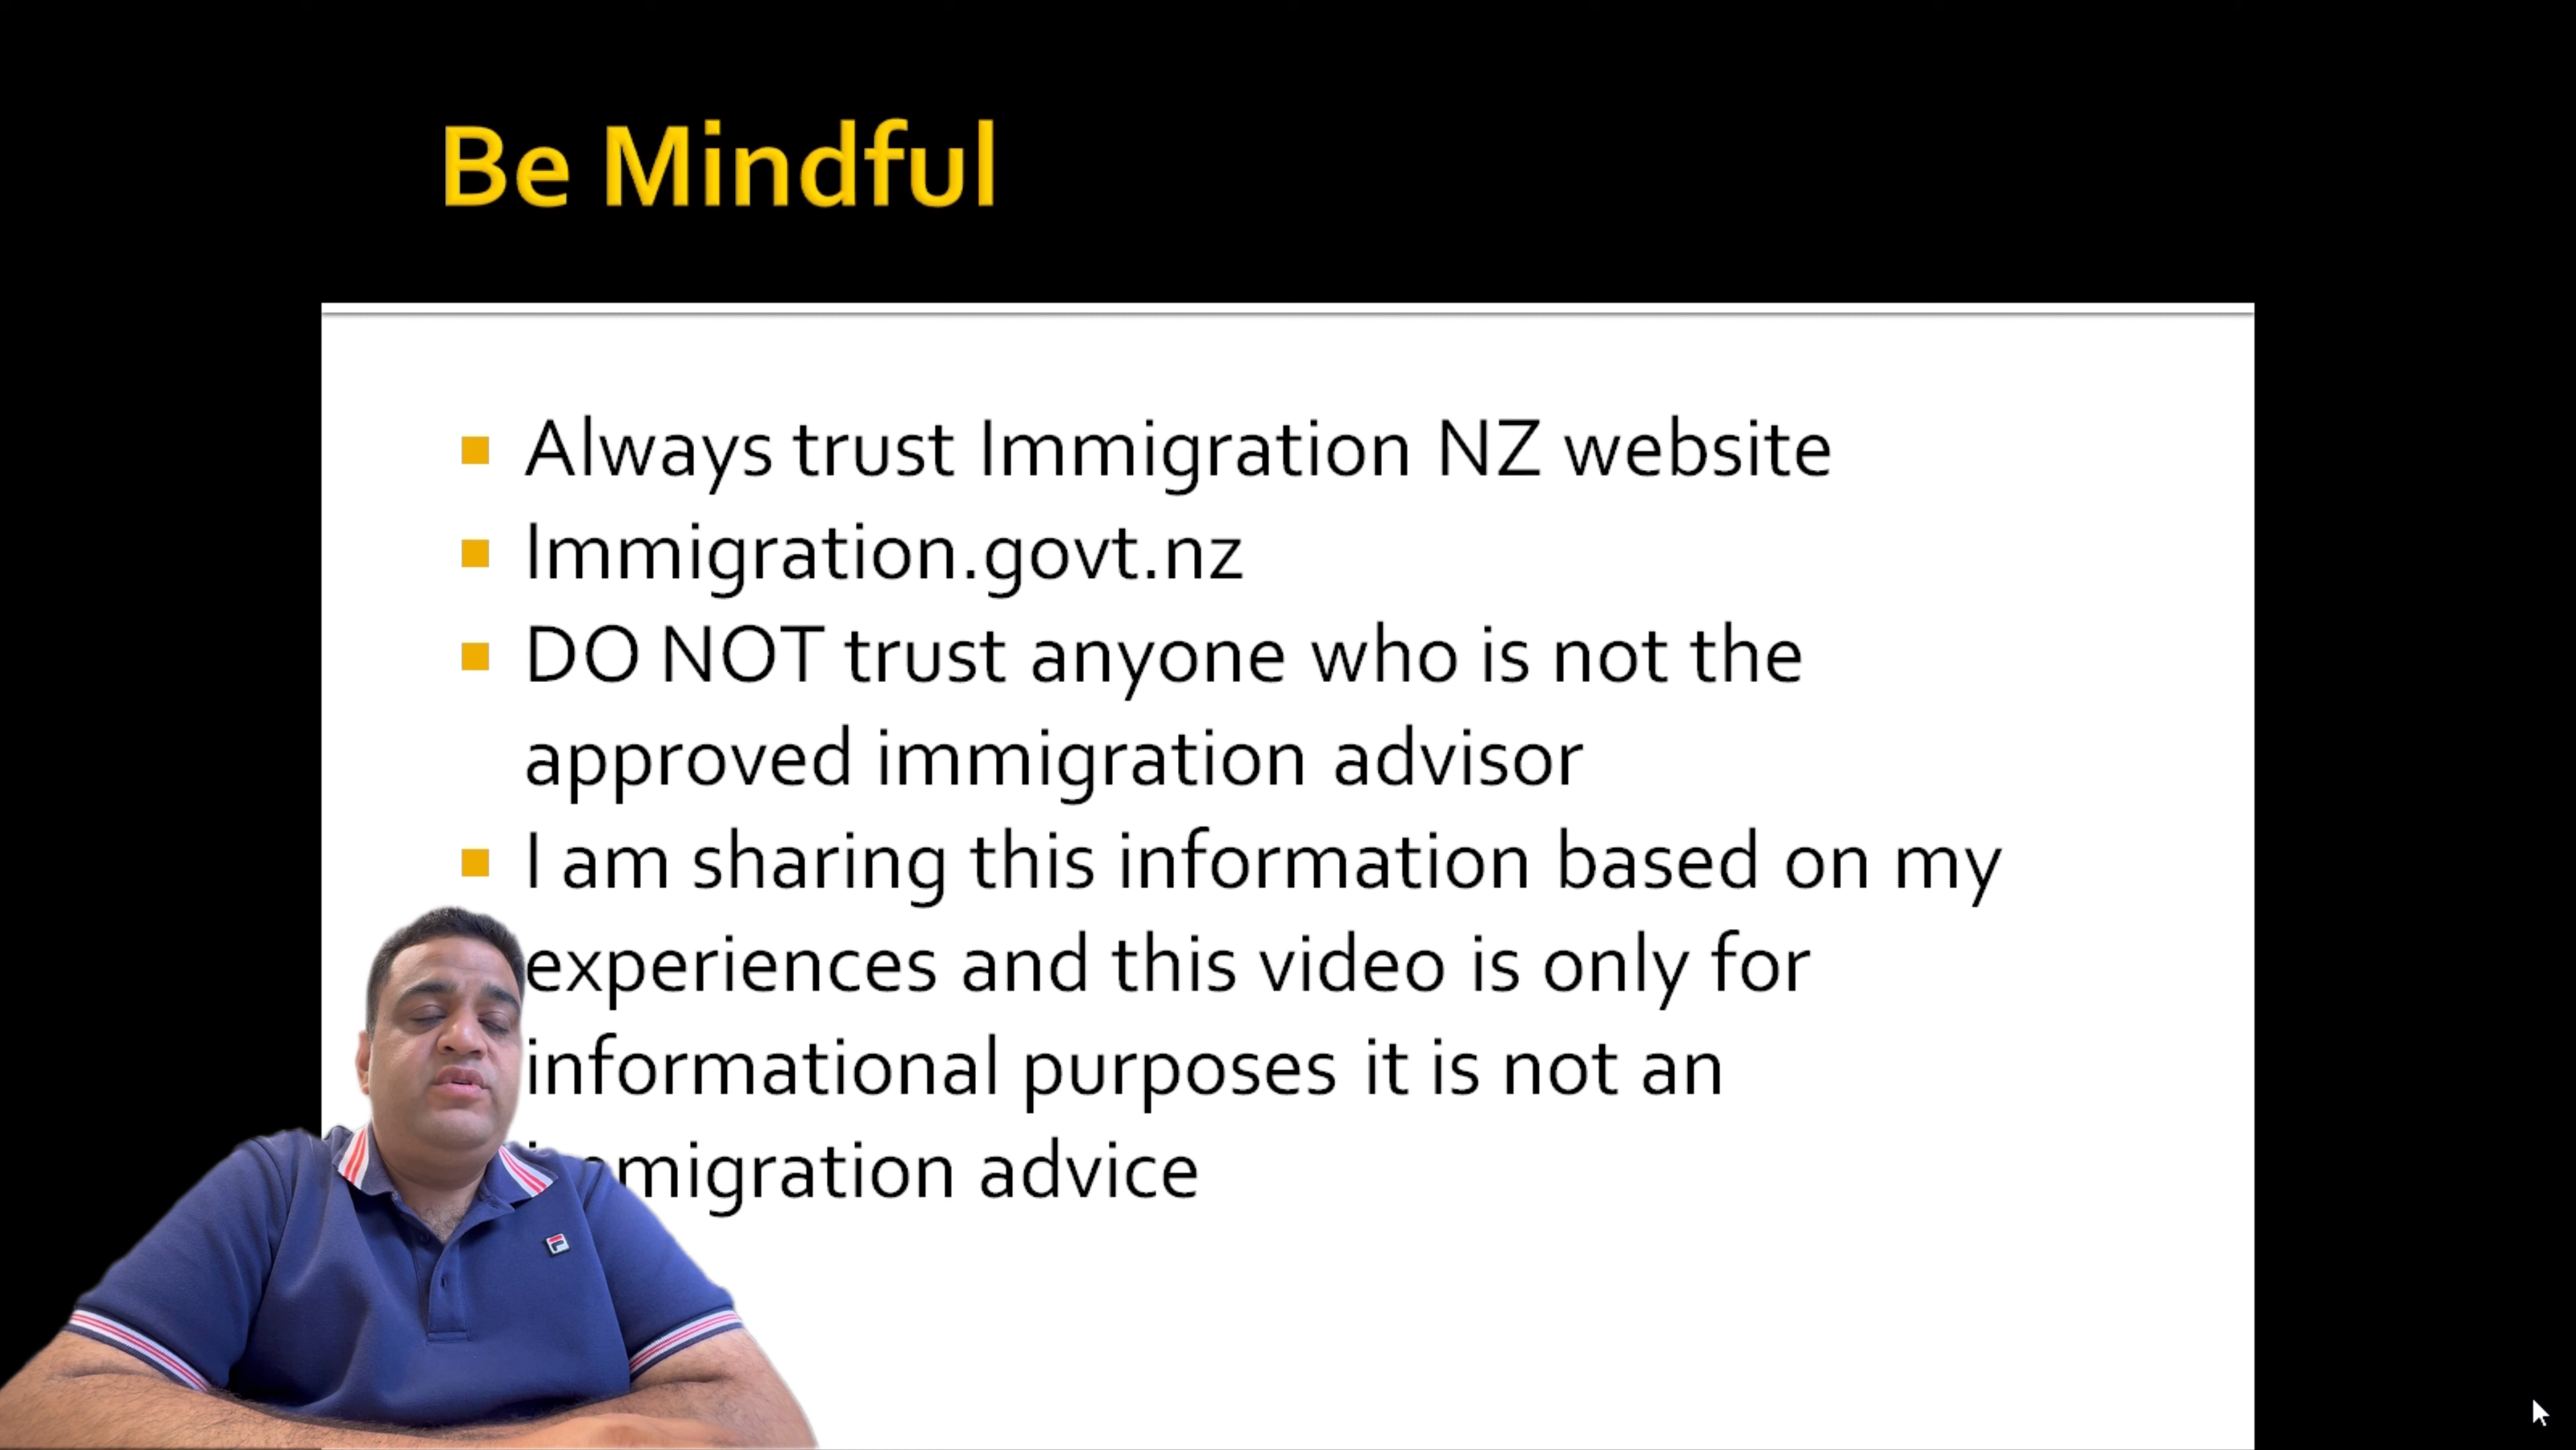 Be Mindful
Always trust Immigration NZ website
Immigration.govt.nz
DO NOT trust anyone who is not the
approved immigration advisor
I am sharing this information based on my
experiences and this video is only for
informational purposes it is not an
immigration advice